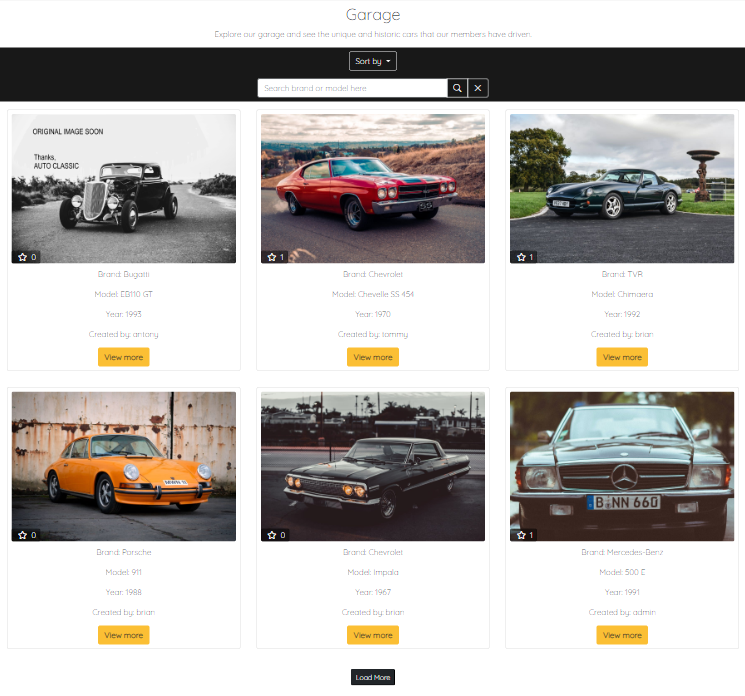 Garage
Explore our garage and see the unique and historic cars that our members have driven.
Sort by
Search brand or model here
ORIGINAL IMAGE SOON
Thanks,
AUTO CLASSIC
0
Brand: Bugatti
Model: EB110 GT
Year: 1993
Created by: antony
View more
1
Brand: Chevrolet
Model: Chevelle SS 454
Year: 1970
Created by: tommy
View more
1
Brand: TVR
Model: Chimaera
Year: 1992
Created by: brian
View more
0
Brand: Porsche
Model: 911
Year: 1988
Created by: brian
View more
0
Brand: Chevrolet
Model: Impala
Year: 1967
Created by: brian
View more
B NN 660
1
Brand: Mercedes-Benz
Model: 500 E
Year: 1991
Created by: admin
View more
Load More